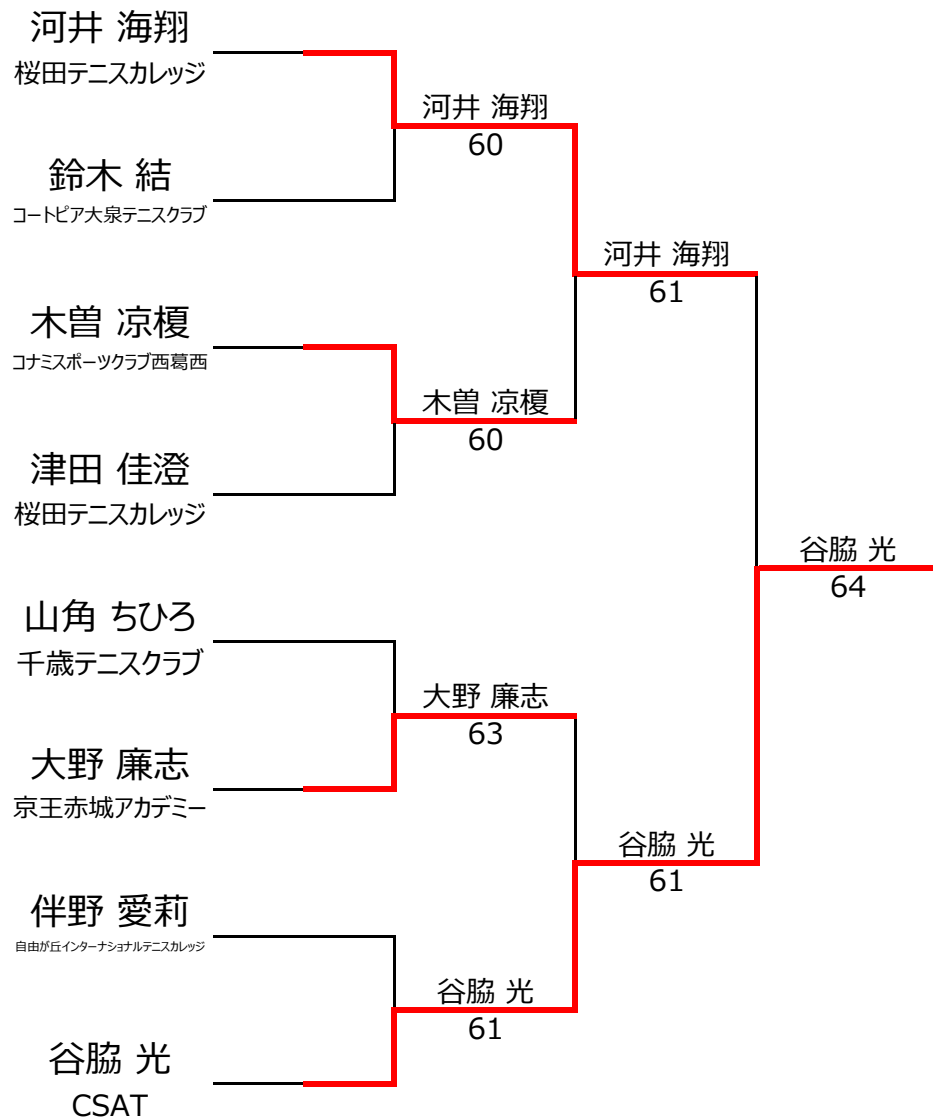 河井 海翔
桜田テニスカレッジ
鈴木 結
コートピア大泉テニスクラブ
木曽 凉榎
コナミスポーツクラブ西葛西
津田 佳澄
桜田テニスカレッジ
山角 ちひろ
千歳テニスクラブ
大野 廉志
京王赤城アカデミー
伴野 愛莉
自由が丘インターナショナルテニスカレッジ
谷脇 光
CSAT
河井 海翔
60
木曽 凉榎
60
大野 廉志
63
谷脇 光
61
河井 海翔
61
谷脇 光
61
谷脇 光
64